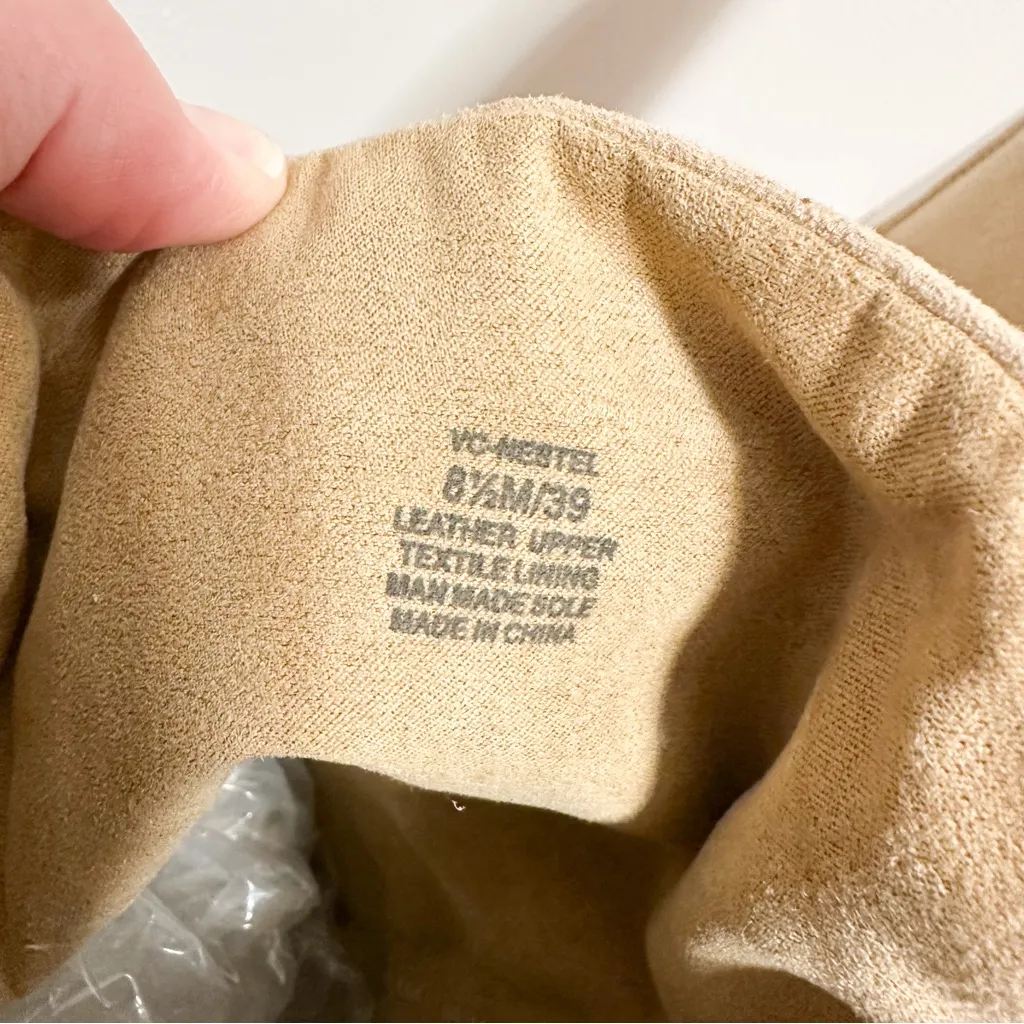 VC-NESTEL
8½M/39
LEATHER UPPER
TEXTILE LINING
MAN MADE SOLE
MADE IN CHINA